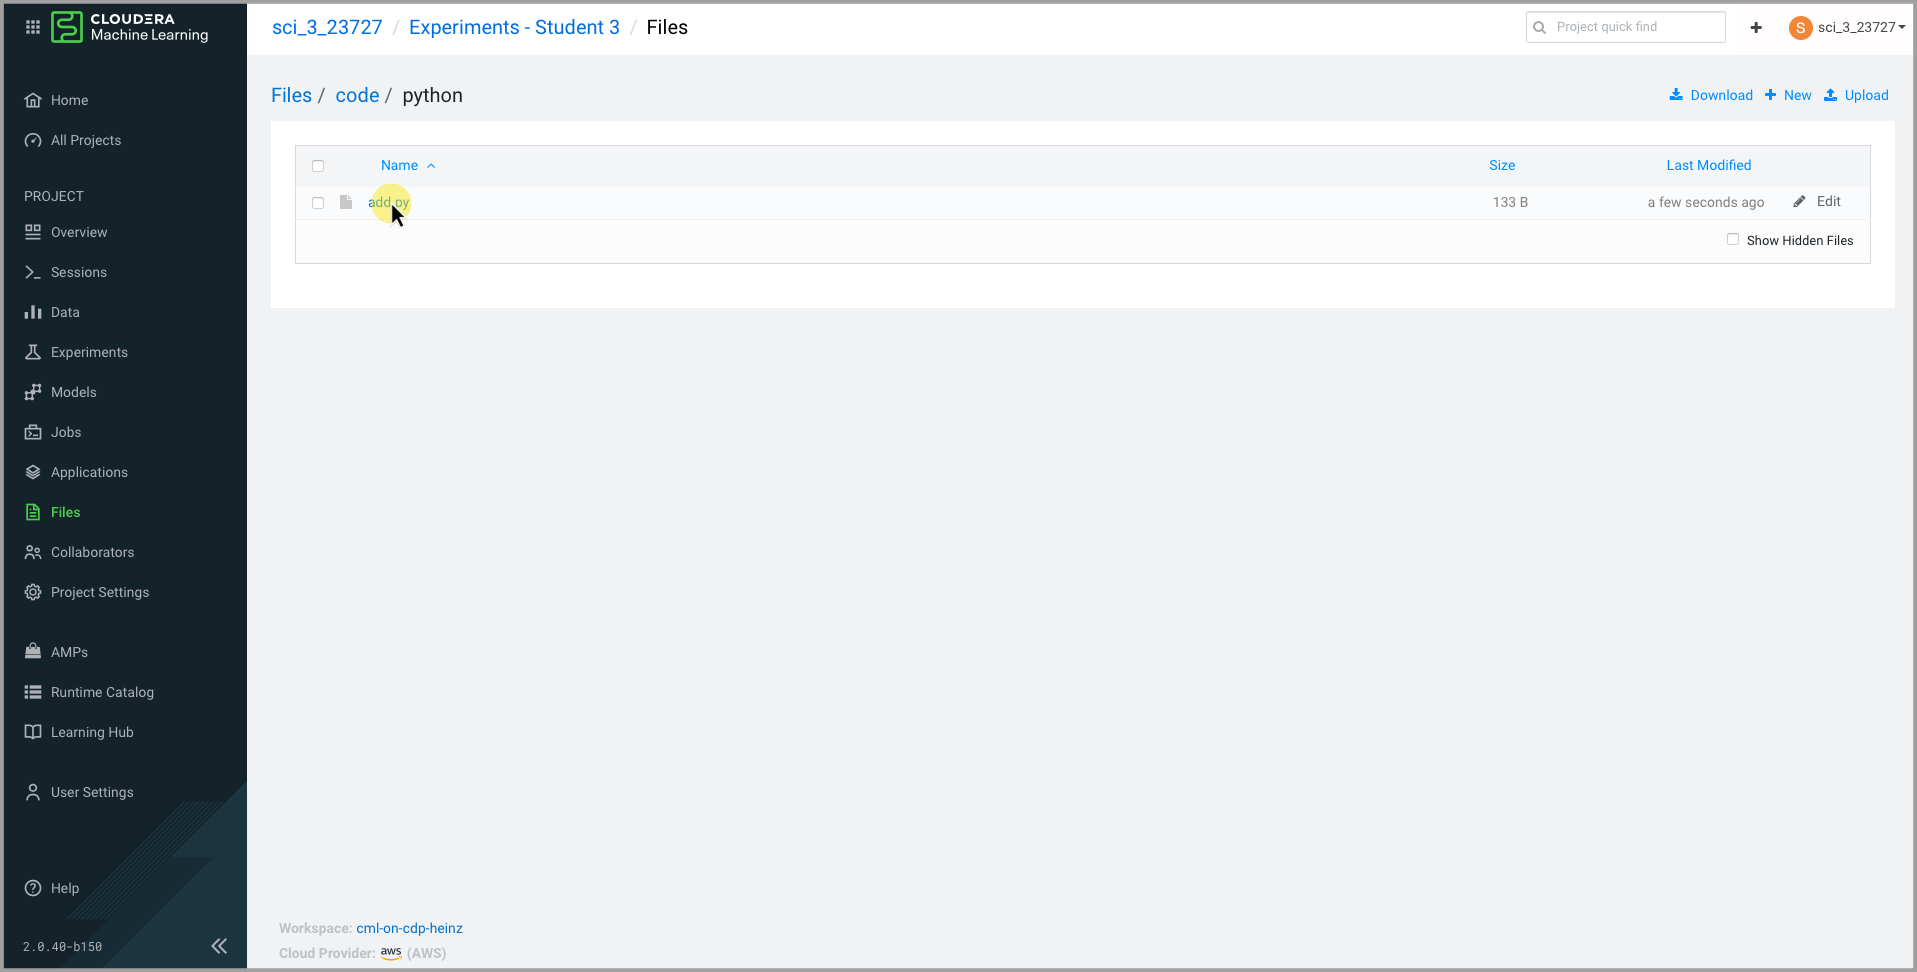 CLOUDERA
Machine Learning
sci_3_23727 / Experiments - Student 3 / Files
Project quick find
S sci_3_23727
Home
All Projects
PROJECT
Overview
Sessions
Data
Experiments
Models
Jobs
Applications
Files
Collaborators
Project Settings
AMPs
Runtime Catalog
Learning Hub
User Settings
Help
2.0.40-b150
Files / code / python
Download New Upload
Name Size Last Modified
add.py 133 B a few seconds ago Edit
Show Hidden Files
Workspace: cml-on-cdp-heinz
Cloud Provider: aws (AWS)